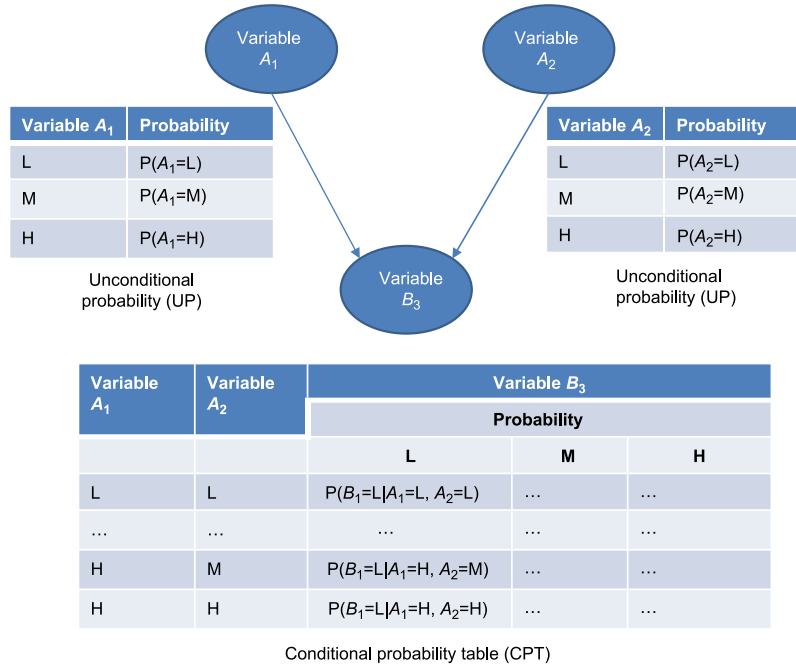 Variable
A₁
Variable
A₂
Variable A₁ Probability
L P(A₁=L)
M P(A₁=M)
H P(A₁=H)
Unconditional
probability (UP)
Variable A₂ Probability
L P(A₂=L)
M P(A₂=M)
H P(A₂=H)
Unconditional
probability (UP)
Variable
B₃
Variable
A₁
Variable
A₂
Variable B₃
Probability
L M H
L L P(B₁=L|A₁=L, A₂=L) … …
… … … … …
H M P(B₁=L|A₁=H, A₂=M) … …
H H P(B₁=L|A₁=H, A₂=H) … …
Conditional probability table (CPT)